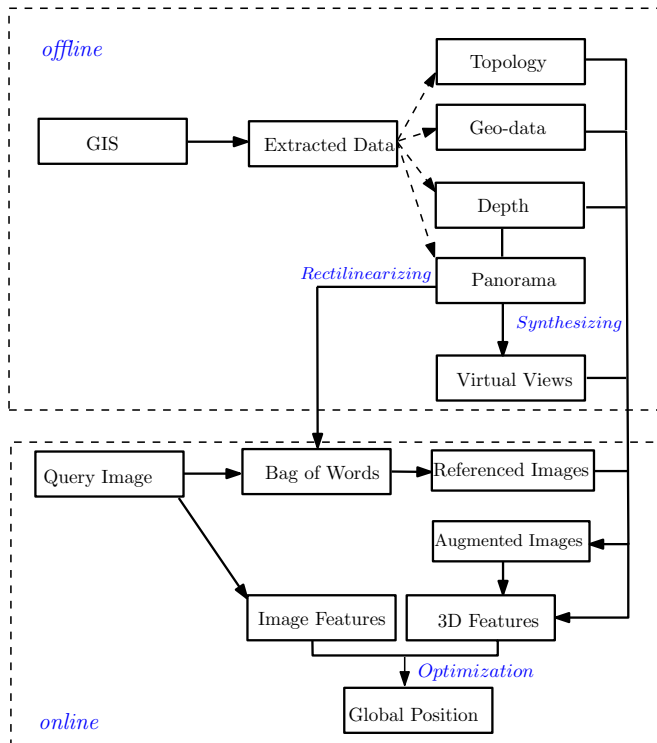 offline
Topology
Geo-data
GIS
Extracted Data
Depth
Rectilinearizing
Panorama
Synthesizing
Virtual Views
Query Image
Bag of Words
Referenced Images
Augmented Images
Image Features
3D Features
Optimization
Global Position
online